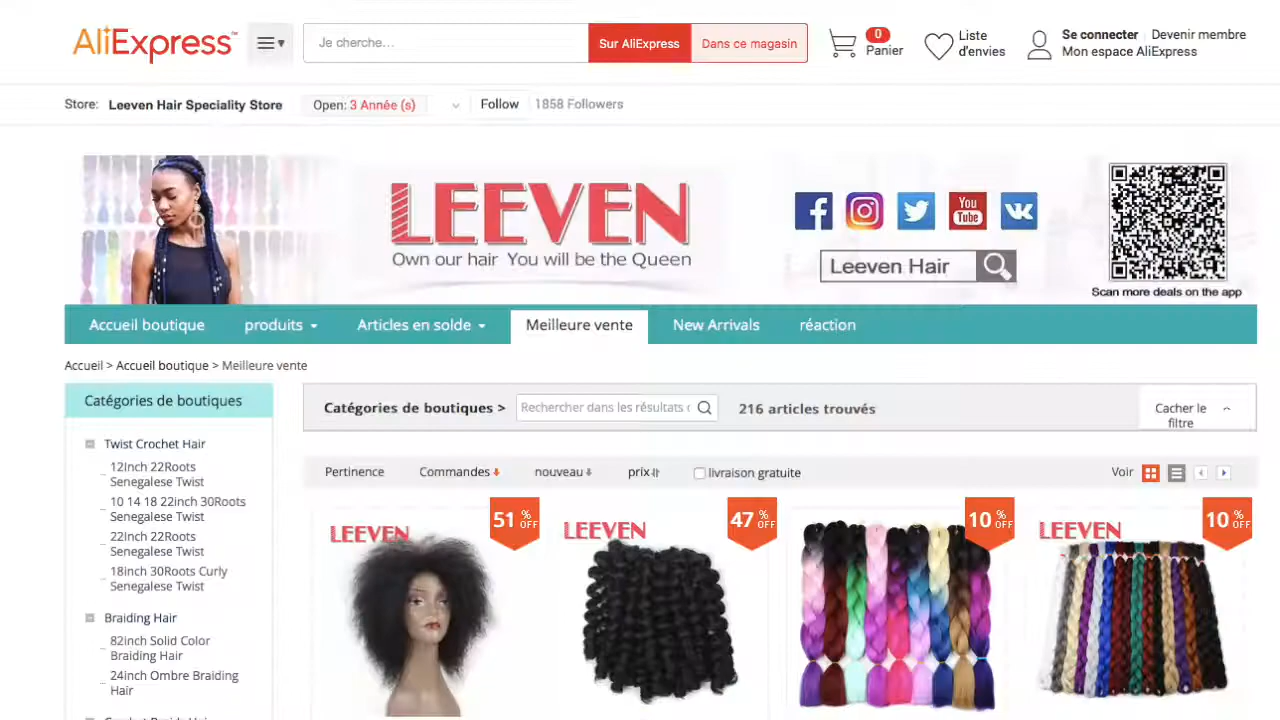 AliExpress™
Je cherche...
Sur AliExpress
Dans ce magasin
0
Panier
Liste
d'envies
Se connecter
Devenir membre
Mon espace AliExpress
Store: Leeven Hair Speciality Store
Open: 3 Année (s)
Follow
1858 Followers
LEEVEN
Own our hair You will be the Queen
You
Tube
Leeven Hair
Scan more deals on the app
Accueil boutique
produits
Articles en solde
Meilleure vente
New Arrivals
réaction
Accueil > Accueil boutique > Meilleure vente
Catégories de boutiques
Twist Crochet Hair
12Inch 22Roots
Senegalese Twist
10 14 18 22inch 30Roots
Senegalese Twist
22inch 22Roots
Senegalese Twist
18inch 30Roots Curly
Senegalese Twist
Braiding Hair
82inch Solid Color
Braiding Hair
24inch Ombre Braiding
Hair
Catégories de boutiques >
Rechercher dans les résultats
216 articles trouvés
Cacher le
filtre
Pertinence
Commandes
nouveau
prix
livraison gratuite
Voir
LEEVEN
51 % OFF
LEEVEN
47 % OFF
10 % OFF
LEEVEN
10 % OFF